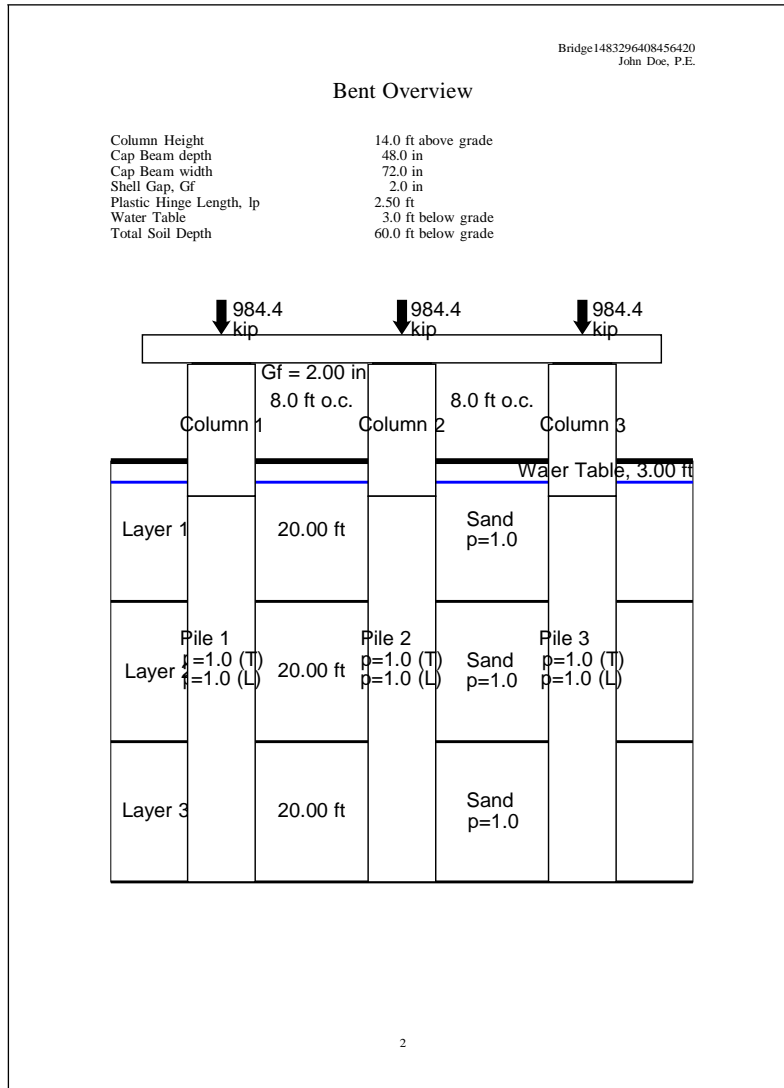 Bridge1483296408456420
John Doe, P.E.
Bent Overview
Column Height 14.0 ft above grade
Cap Beam depth 48.0 in
Cap Beam width 72.0 in
Shell Gap, Gf 2.0 in
Plastic Hinge Length, lp 2.50 ft
Water Table 3.0 ft below grade
Total Soil Depth 60.0 ft below grade
984.4 984.4 984.4
kip kip kip
Gf = 2.00 in
8.0 ft o.c. 8.0 ft o.c.
Column 1 Column 2 Column 3
Water Table, 3.00 ft
Layer 1 20.00 ft Sand
p=1.0
Pile 1 Pile 2 Pile 3
p=1.0 (T) p=1.0 (T) Sand p=1.0 (T)
Layer 2 20.00 ft
p=1.0 (L) p=1.0 (L) p=1.0 p=1.0 (L)
Layer 3 20.00 ft Sand
p=1.0
2